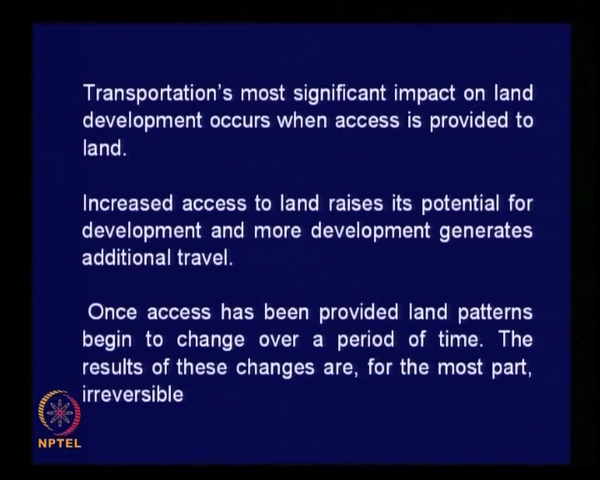 Transportation's most significant impact on land
development occurs when access is provided to
land.
Increased access to land raises its potential for
development and more development generates
additional travel.
Once access has been provided land patterns
begin to change over a period of time. The
results of these changes are, for the most part,
irreversible
NPTEL